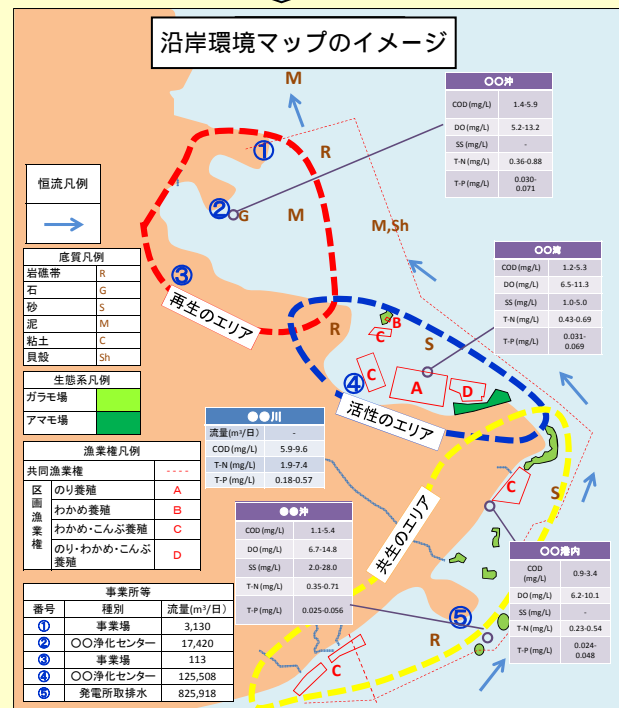 沿岸環境マップのイメージ
M
〇〇沖
COD (mg/L) 1.4-5.9
DO (mg/L) 5.2-13.2
SS (mg/L) -
T-N (mg/L) 0.36-0.88
T-P (mg/L) 0.030-
0.071
① R
② G M
M,Sh
③
再生のエリア
恒流凡例
底質凡例
岩礁帯 R
石 G
砂 S
泥 M
粘土 C
貝殻 Sh
生態系凡例
ガラモ場
アマモ場
〇〇湾
COD (mg/L) 1.2-5.3
DO (mg/L) 6.5-11.3
SS (mg/L) 1.0-5.0
T-N (mg/L) 0.43-0.69
T-P (mg/L) 0.031-
0.069
R B
C S
④ C A D
活性のエリア
●●川
流量(m³/日) -
COD (mg/L) 5.9-9.6
T-N (mg/L) 1.9-7.4
T-P (mg/L) 0.18-0.57
漁業権凡例
共同漁業権 ----
区画漁業権
のり養殖 A
わかめ養殖 B
わかめ・こんぶ養殖 C
のり・わかめ・こんぶ
養殖 D
共生のエリア
C S
●●沖
COD (mg/L) 1.1-5.4
DO (mg/L) 6.7-14.8
SS (mg/L) 2.0-28.0
T-N (mg/L) 0.35-0.71
T-P (mg/L) 0.025-0.056
〇〇港内
COD
(mg/L) 0.9-3.4
DO (mg/L) 6.2-10.1
SS (mg/L) -
T-N (mg/L) 0.23-0.54
T-P (mg/L) 0.024-
0.048
⑤
R
C
事業所等
番号 種別 流量(m³/日)
① 事業場 3,130
② 〇〇浄化センター 17,420
③ 事業場 113
④ 〇〇浄化センター 125,508
⑤ 発電所取排水 825,918